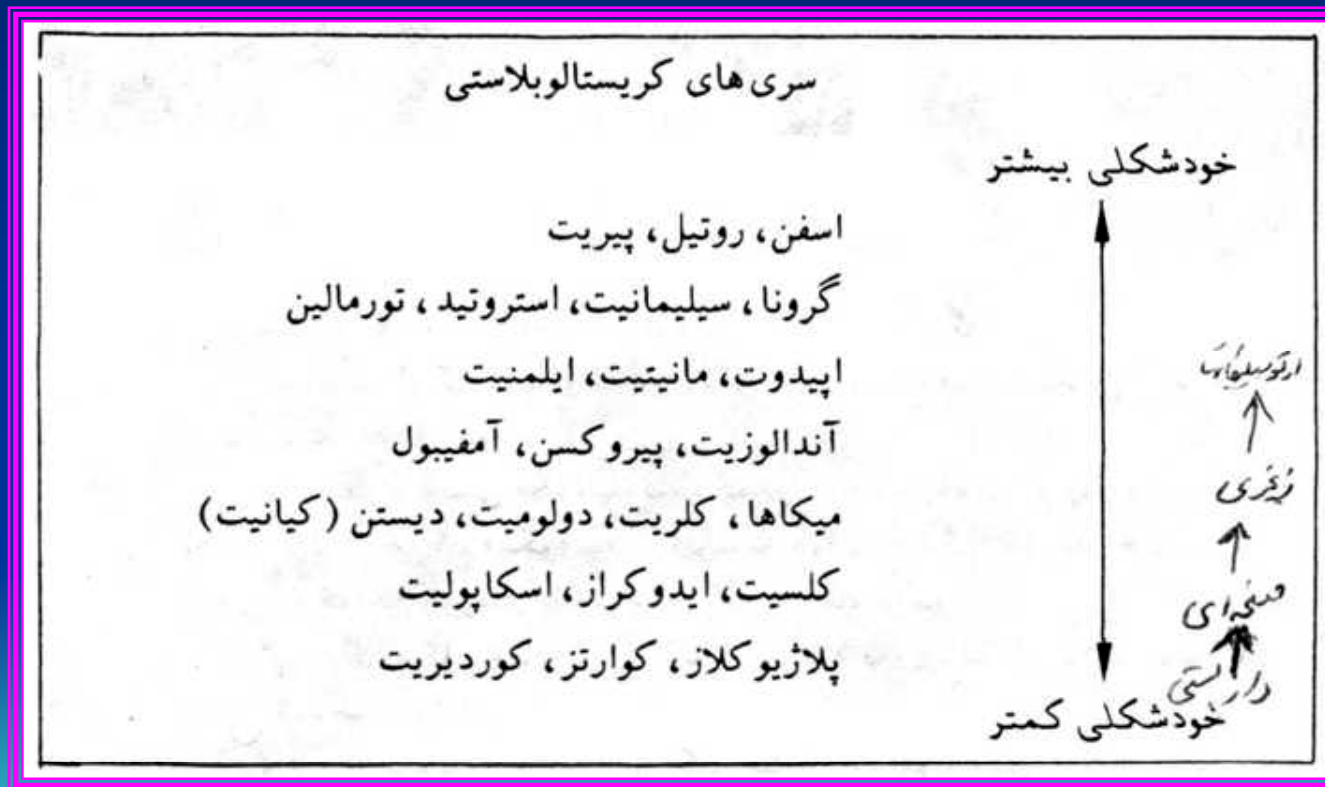 سری های کریستالوبلاستی
خودشکلی بیشتر
اسفن، روتیل، پیریت
گرونا، سیلیمانیت، استروتید، تورمالین
اپیدوت، مانیتیت، ایلمنیت
آندالوزیت، پیروکسن، آمفیبول
میکاها، کلریت، دولومیت، دیستن (کیانیت)
کلسیت، ایدوکراز، اسکاپولیت
پلاژیوکلاز، کوارتز، کوردیریت
خودشکلی کمتر
زنجیری
صفحه‌ای
داربستی